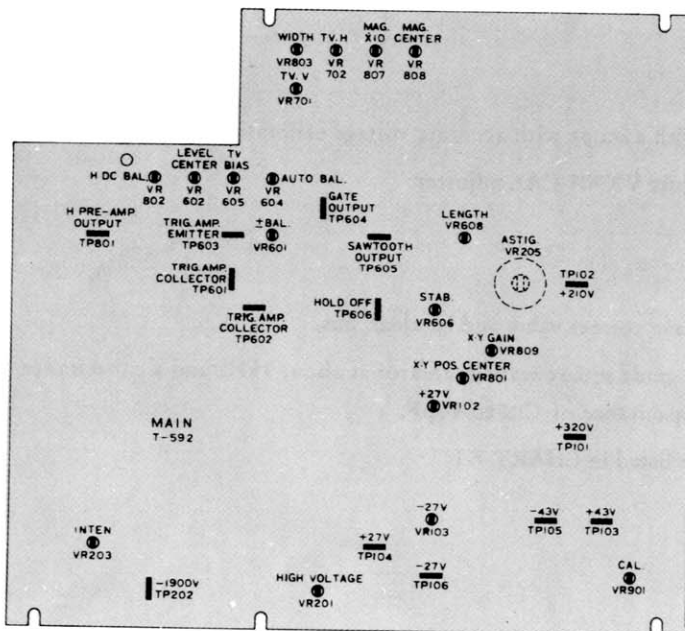 WIDTH
VR803
TV. H
VR
702
MAG.
X10
VR
807
MAG.
CENTER
VR
808
TV. V
VR701
H DC BAL.
VR
802
LEVEL
CENTER
VR
602
TV
BIAS
VR
605
AUTO BAL.
VR
604
H PRE-AMP.
OUTPUT
TP801
TRIG. AMP.
EMITTER
TP603
±BAL.
VR601
GATE
OUTPUT
TP604
SAWTOOTH
OUTPUT
TP605
LENGTH
VR608
ASTIG.
VR205
TP102
+210V
TRIG. AMP.
COLLECTOR
TP601
TRIG. AMP.
COLLECTOR
TP602
HOLD OFF
TP606
STAB.
VR606
X-Y GAIN
VR809
X-Y POS. CENTER
VR801
+27V
VR102
MAIN
T-592
+320V
TP101
INTEN
VR203
-1900V
TP202
+27V
TP104
-27V
VR103
-27V
TP106
-43V
TP105
+43V
TP103
HIGH VOLTAGE
VR201
CAL.
VR901